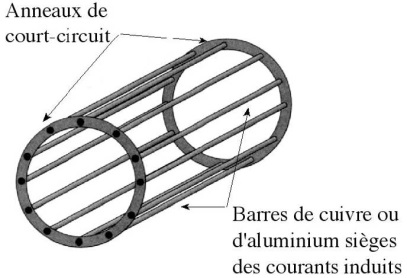 Anneaux de
court-circuit
Barres de cuivre ou
d'aluminium sièges
des courants induits